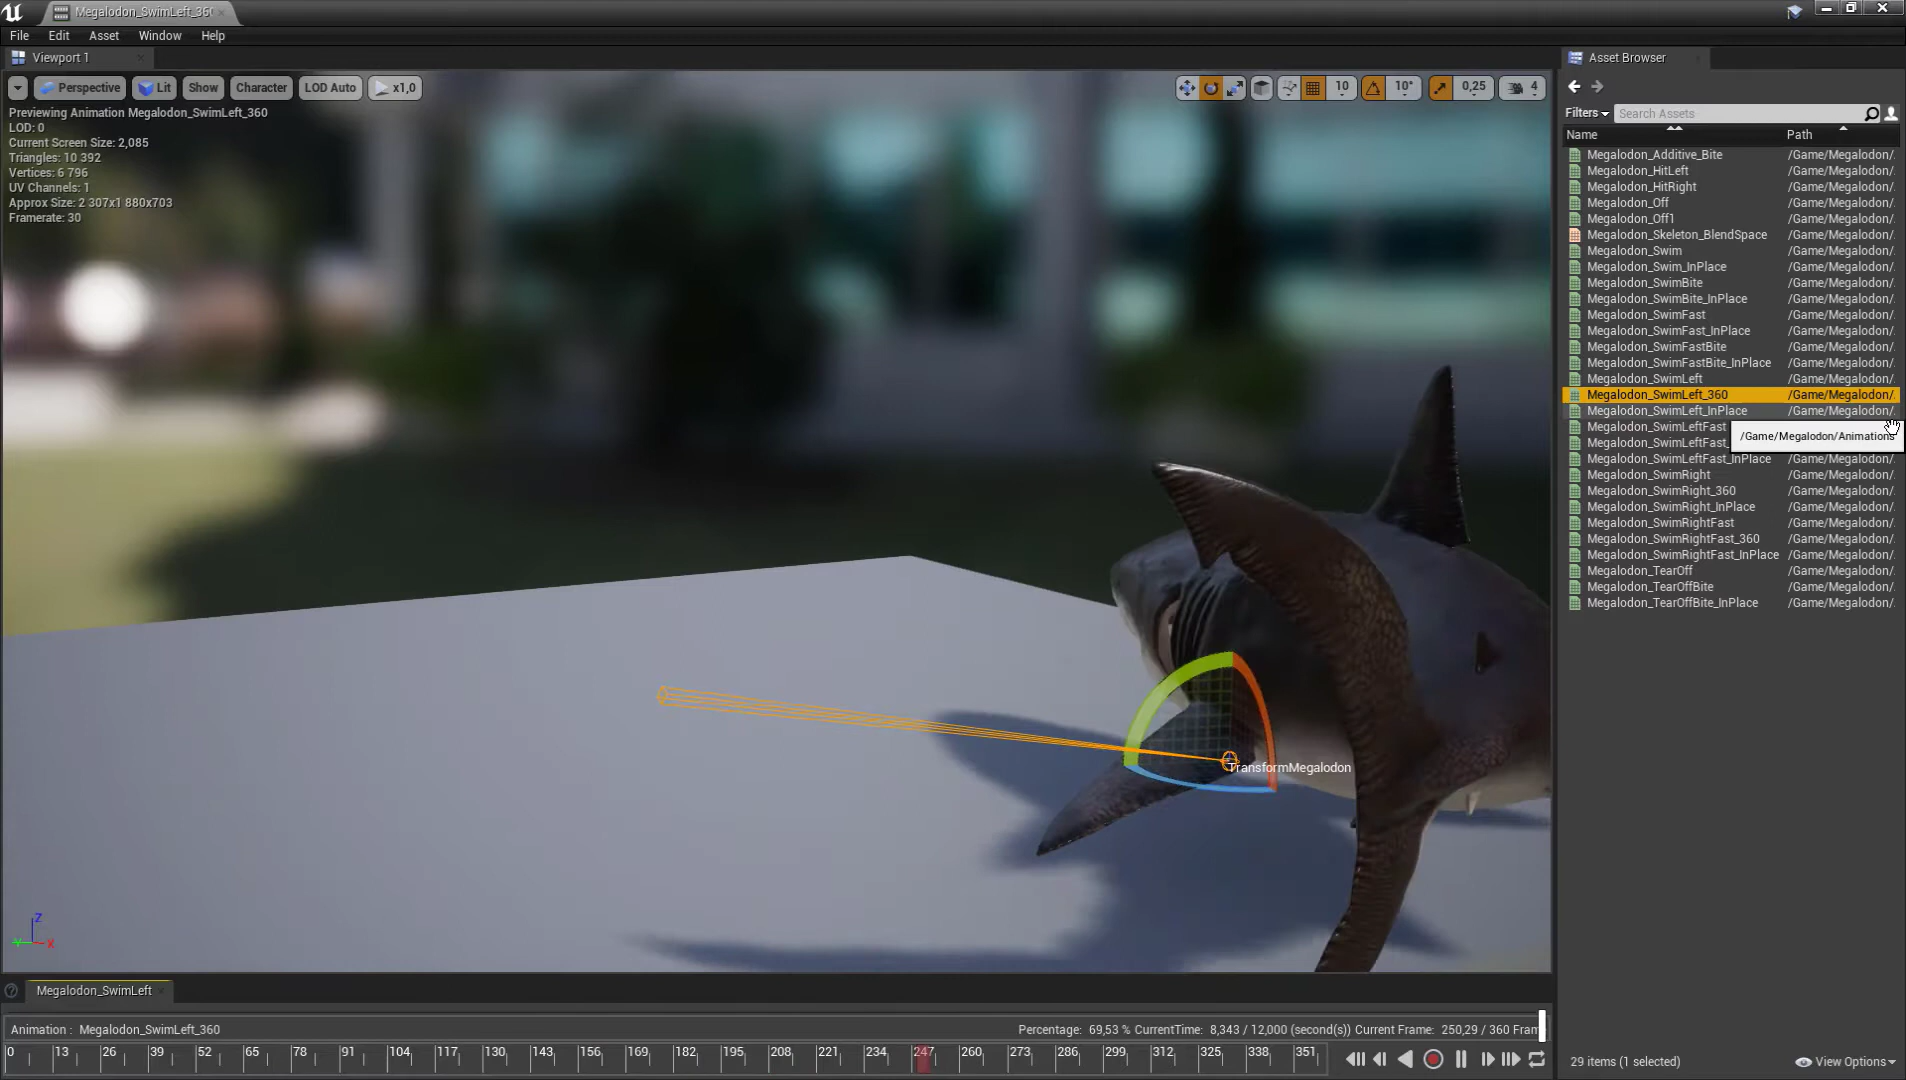 Megalodon_SwimLeft_36
File Edit Asset Window Help
Viewport 1
Perspective Lit Show Character LOD Auto x1,0
10 10° 0,25 4
Previewing Animation Megalodon_SwimLeft_360
LOD: 0
Current Screen Size: 2,085
Triangles: 10 392
Vertices: 6 796
UV Channels: 1
Approx Size: 2 307x1 880x703
Framerate: 30
TransformMegalodon
Z
Y X
Asset Browser
Filters Search Assets
Name Path
Megalodon_Additive_Bite /Game/Megalodon/
Megalodon_HitLeft /Game/Megalodon/
Megalodon_HitRight /Game/Megalodon/
Megalodon_Off /Game/Megalodon/
Megalodon_Off1 /Game/Megalodon/
Megalodon_Skeleton_BlendSpace /Game/Megalodon/
Megalodon_Swim /Game/Megalodon/
Megalodon_Swim_InPlace /Game/Megalodon/
Megalodon_SwimBite /Game/Megalodon/
Megalodon_SwimBite_InPlace /Game/Megalodon/
Megalodon_SwimFast /Game/Megalodon/
Megalodon_SwimFast_InPlace /Game/Megalodon/
Megalodon_SwimFastBite /Game/Megalodon/
Megalodon_SwimFastBite_InPlace /Game/Megalodon/
Megalodon_SwimLeft /Game/Megalodon/
Megalodon_SwimLeft_360 /Game/Megalodon/
Megalodon_SwimLeft_InPlace /Game/Megalodon/
Megalodon_SwimLeftFast
/Game/Megalodon/Animations
Megalodon_SwimLeftFast_
Megalodon_SwimLeftFast_InPlace /Game/Megalodon/
Megalodon_SwimRight /Game/Megalodon/
Megalodon_SwimRight_360 /Game/Megalodon/
Megalodon_SwimRight_InPlace /Game/Megalodon/
Megalodon_SwimRightFast /Game/Megalodon/
Megalodon_SwimRightFast_360 /Game/Megalodon/
Megalodon_SwimRightFast_InPlace /Game/Megalodon/
Megalodon_TearOff /Game/Megalodon/
Megalodon_TearOffBite /Game/Megalodon/
Megalodon_TearOffBite_InPlace /Game/Megalodon/
29 items (1 selected) View Options
Megalodon_SwimLeft
Animation : Megalodon_SwimLeft_360 Percentage: 69,53 % CurrentTime: 8,343 / 12,000 (second(s)) Current Frame: 250,29 / 360 Fram
0 13 26 39 52 65 78 91 104 117 130 143 156 169 182 195 208 221 234 247 260 273 286 299 312 325 338 351